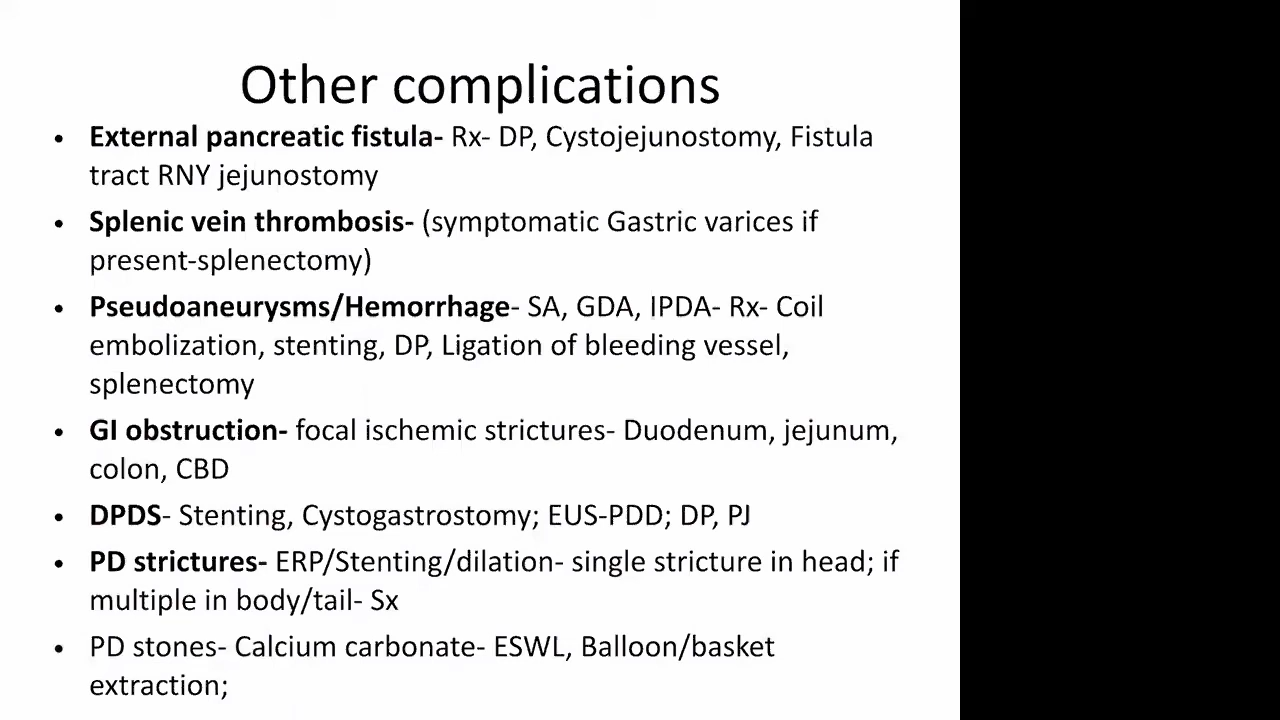 Other complications
• External pancreatic fistula- Rx- DP, Cystojejunostomy, Fistula
tract RNY jejunostomy
• Splenic vein thrombosis- (symptomatic Gastric varices if
present-splenectomy)
• Pseudoaneurysms/Hemorrhage- SA, GDA, IPDA- Rx- Coil
embolization, stenting, DP, Ligation of bleeding vessel,
splenectomy
• GI obstruction- focal ischemic strictures- Duodenum, jejunum,
colon, CBD
• DPDS- Stenting, Cystogastrostomy; EUS-PDD; DP, PJ
• PD strictures- ERP/Stenting/dilation- single stricture in head; if
multiple in body/tail- Sx
• PD stones- Calcium carbonate- ESWL, Balloon/basket
extraction;